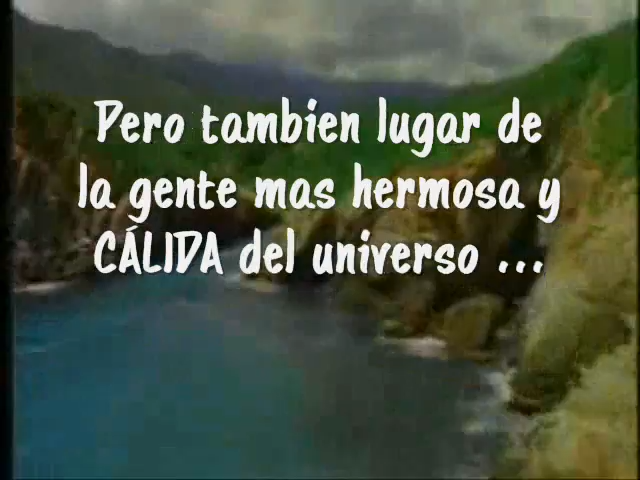 Pero tambien lugar de
la gente mas hermosa y
CÁLIDA del universo ...